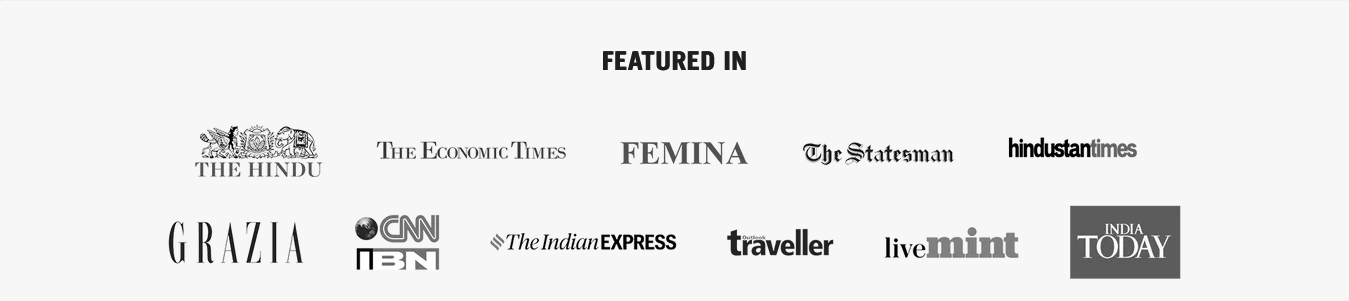 FEATURED IN
THE HINDU
THE ECONOMIC TIMES
FEMINA
The Statesman
hindustantimes
GRAZIA
CNN
IBN
The Indian EXPRESS
Outlook
traveller
livemint
INDIA
TODAY